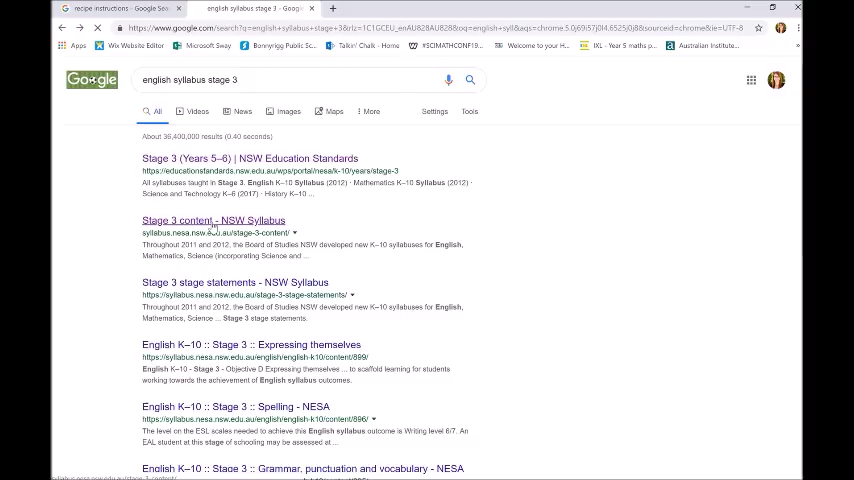 recipe instructions - Google Sear
english syllabus stage 3 - Goog
https://www.google.com/search?q=english+syllabus+stage+3&rlz=1C1GCEU_enAU828AU828&oq=english+syll&aqs=chrome.5.0j69i57j0l4.6525j0j8&sourceid=chrome&ie=UTF-8
Apps Wix Website Editor Microsoft Sway Bonnyrigg Public... Talkin' Chalk - Home #SCIMATHCONF19... Welcome to your H... IXL - Year 5 maths p... Australian Institute...
Google english syllabus stage 3
All Videos News Images Maps More Settings Tools
About 36,400,000 results (0.40 seconds)
Stage 3 (Years 5–6) | NSW Education Standards
https://educationstandards.nsw.edu.au/wps/portal/nesa/k-10/years/stage-3
All syllabuses taught in Stage 3. English K–10 Syllabus (2012) · Mathematics K–10 Syllabus (2012) ·
Science and Technology K–6 (2017) · History K–10 ...
Stage 3 content - NSW Syllabus
syllabus.nesa.nsw.edu.au/stage-3-content/
Throughout 2011 and 2012, the Board of Studies NSW developed new K–10 syllabuses for English,
Mathematics, Science (incorporating Science and ...
Stage 3 stage statements - NSW Syllabus
https://syllabus.nesa.nsw.edu.au/stage-3-stage-statements/
Throughout 2011 and 2012, the Board of Studies NSW developed new K–10 syllabuses for English,
Mathematics, Science ... Stage 3 stage statements.
English K–10 :: Stage 3 :: Expressing themselves
https://syllabus.nesa.nsw.edu.au/english/english-k10/content/899/
English K–10 - Stage 3 - Objective D Expressing themselves ... to scaffold learning for students
working towards the achievement of English syllabus outcomes.
English K–10 :: Stage 3 :: Spelling - NESA
https://syllabus.nesa.nsw.edu.au/english/english-k10/content/896/
The level on the ESL scales needed to achieve this English syllabus outcome is Writing level 6/7. An
EAL student at this stage of schooling may be assessed at ...
English K–10 :: Stage 3 :: Grammar, punctuation and vocabulary - NESA